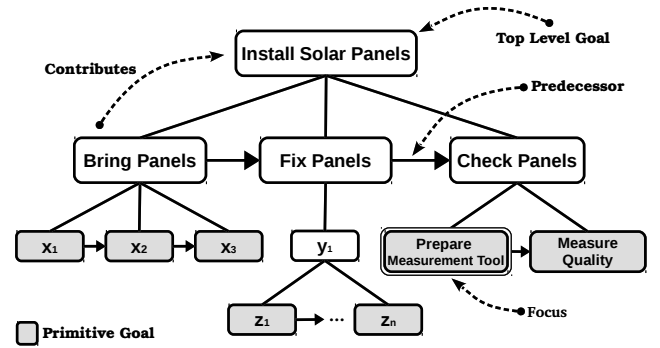 Install Solar Panels
Top Level Goal
Contributes
Predecessor
Bring Panels
Fix Panels
Check Panels
x1
x2
x3
y1
Prepare
Measurement Tool
Measure
Quality
z1
...
zn
Focus
Primitive Goal